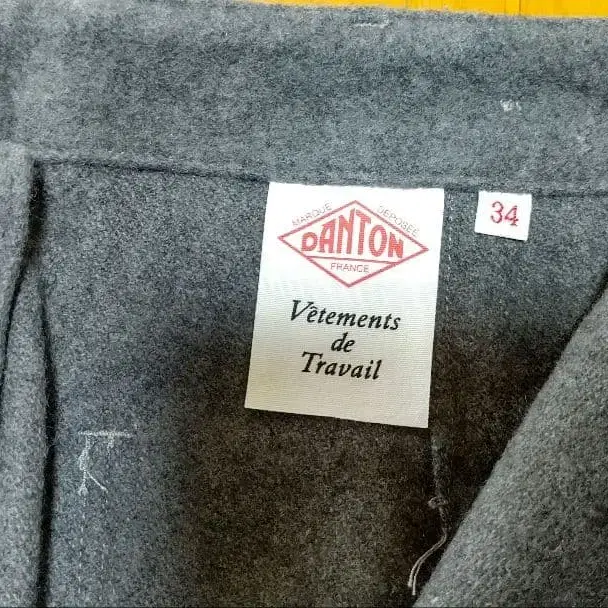 MARQUE DEPOSEE
DANTON
FRANCE
34
Vêtements
de
Travail